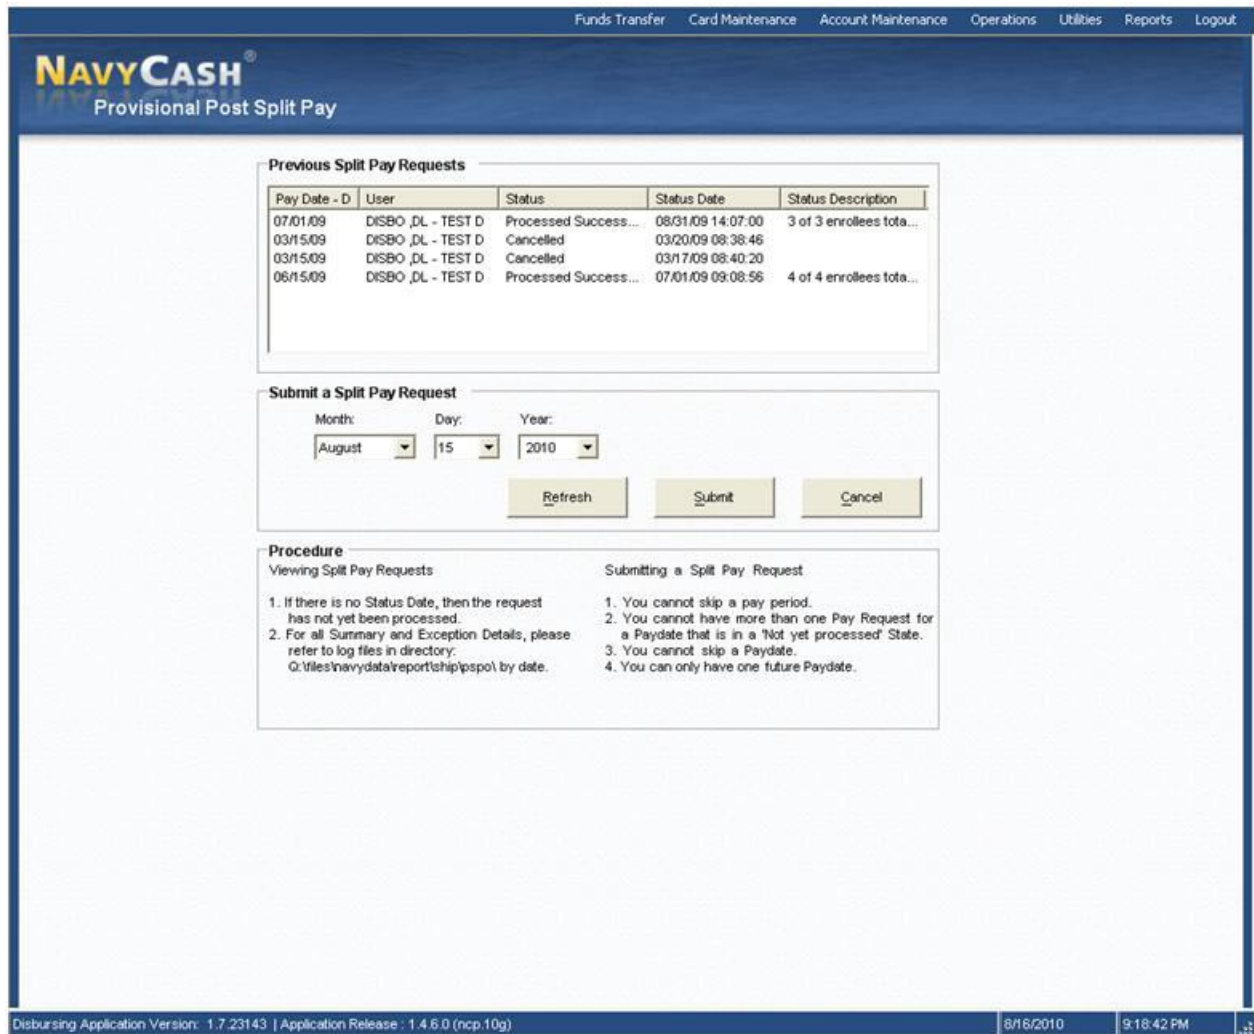 Funds Transfer Card Maintenance Account Maintenance Operations Utilities Reports Logout
NAVYCASH®
Provisional Post Split Pay
Previous Split Pay Requests
Pay Date - D User Status Status Date Status Description
07/01/09 DISBO ,DL - TEST D Processed Success... 08/31/09 14:07:00 3 of 3 enrollees tota...
03/15/09 DISBO ,DL - TEST D Cancelled 03/20/09 08:38:46
03/15/09 DISBO ,DL - TEST D Cancelled 03/17/09 08:40:20
06/15/09 DISBO ,DL - TEST D Processed Success... 07/01/09 09:08:56 4 of 4 enrollees tota...
Submit a Split Pay Request
Month: Day: Year:
August 15 2010
Refresh Submit Cancel
Procedure
Viewing Split Pay Requests
1. If there is no Status Date, then the request
has not yet been processed.
2. For all Summary and Exception Details, please
refer to log files in directory:
Q:\files\navydata\report\ship\pspo\ by date.
Submitting a Split Pay Request
1. You cannot skip a pay period.
2. You cannot have more than one Pay Request for
a Paydate that is in a 'Not yet processed' State.
3. You cannot skip a Paydate.
4. You can only have one future Paydate.
Disbursing Application Version: 1.7.23143 | Application Release : 1.4.6.0 (ncp.10g) 8/16/2010 9:18:42 PM